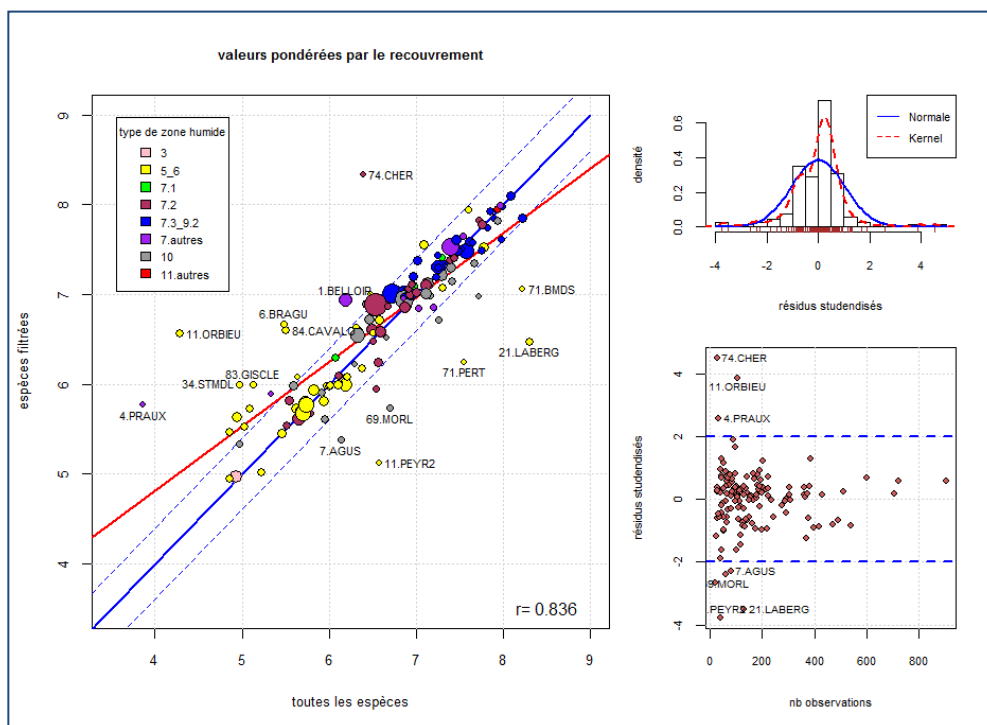 valeurs pondérées par le recouvrement
espèces filtrées
9
8
7
6
5
4
type de zone humide
3
5_6
7.1
7.2
7.3_9.2
7.autres
10
11.autres
74.CHER
1.BELLOIR
71.BMDS
6.BRAGU
11.ORBIEU
84.CAVALO
21.LABERG
71.PERT
83.GISCLE
34.STMDL
4.PRAUX
69.MORL
7.AGUS
11.PEYR2
r= 0.836
4 5 6 7 8 9
toutes les espèces
densité
0.6
0.4
0.2
0.0
Normale
Kernel
-4 -2 0 2 4
résidus studendisés
résidus studendisés
4
2
0
-2
-4
74.CHER
11.ORBIEU
4.PRAUX
7.AGUS
9.MORL
PEYR2 21.LABERG
0 200 400 600 800
nb observations